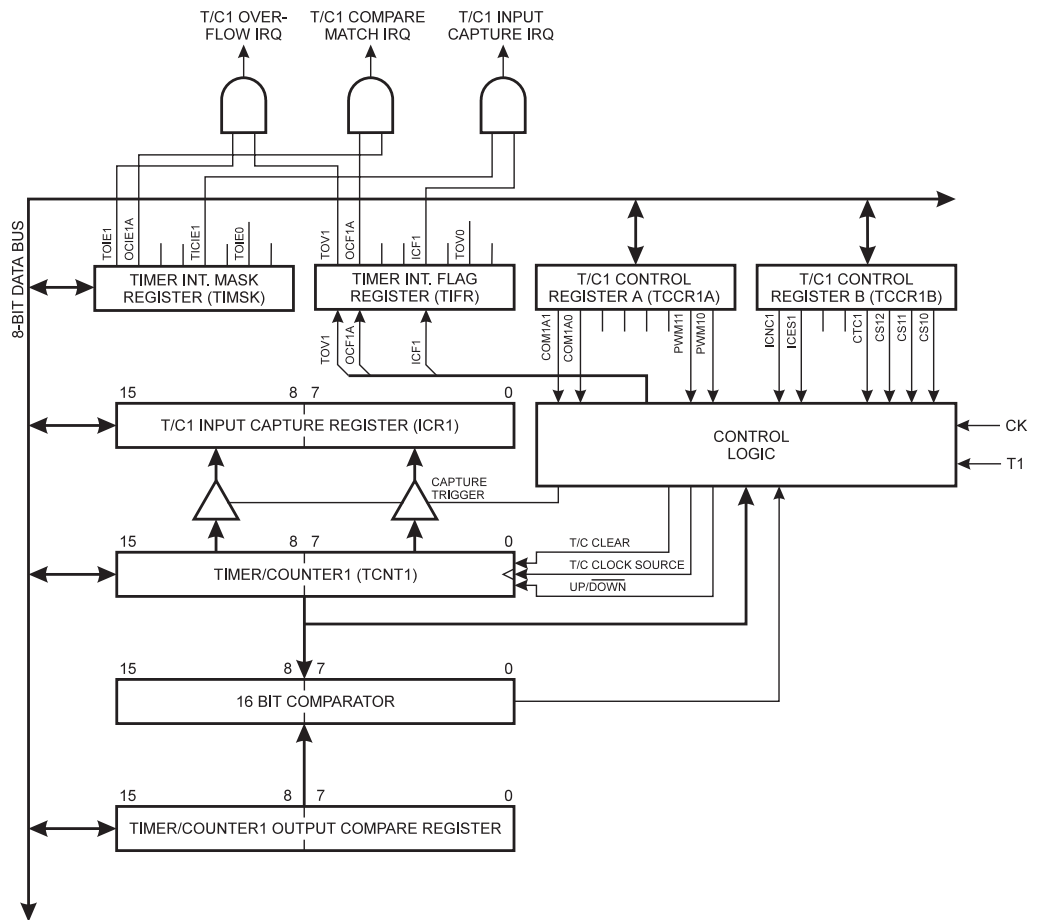 T/C1 OVER-
FLOW IRQ
T/C1 COMPARE
MATCH IRQ
T/C1 INPUT
CAPTURE IRQ
8-BIT DATA BUS
TOIE1
OCIE1A
TICIE1
TOIE0
TOV1
OCF1A
ICF1
TOV0
TIMER INT. MASK
REGISTER (TIMSK)
TIMER INT. FLAG
REGISTER (TIFR)
T/C1 CONTROL
REGISTER A (TCCR1A)
T/C1 CONTROL
REGISTER B (TCCR1B)
TOV1
OCF1A
ICF1
COM1A1
COM1A0
PWM11
PWM10
ICNC1
ICES1
CTC1
CS12
CS11
CS10
15 8 7 0
T/C1 INPUT CAPTURE REGISTER (ICR1)
CONTROL
LOGIC
CK
T1
CAPTURE
TRIGGER
15 8 7 0
TIMER/COUNTER1 (TCNT1)
T/C CLEAR
T/C CLOCK SOURCE
UP/DOWN
15 8 7 0
16 BIT COMPARATOR
15 8 7 0
TIMER/COUNTER1 OUTPUT COMPARE REGISTER